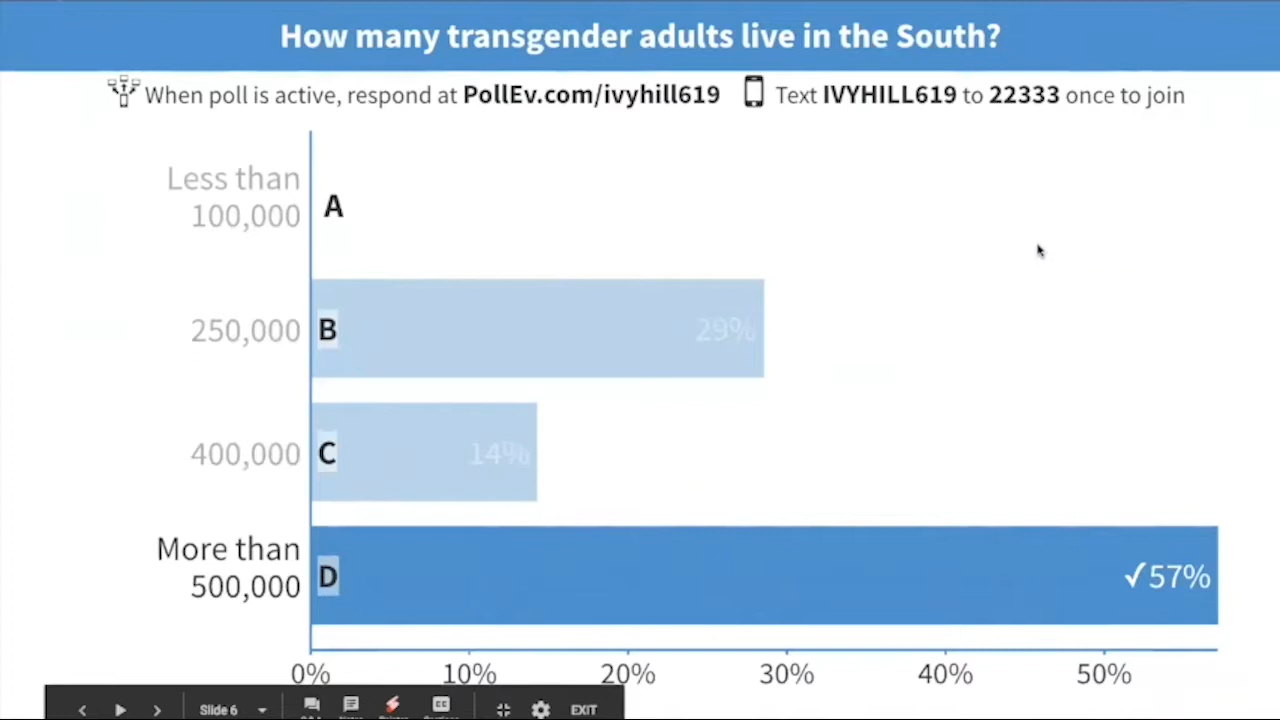 How many transgender adults live in the South?
When poll is active, respond at PollEv.com/ivyhill619 Text IVYHILL619 to 22333 once to join
Less than
100,000
A
250,000
B
29%
400,000
C
14%
More than
500,000
D
✓57%
0% 10% 20% 30% 40% 50%
Slide 6 EXIT